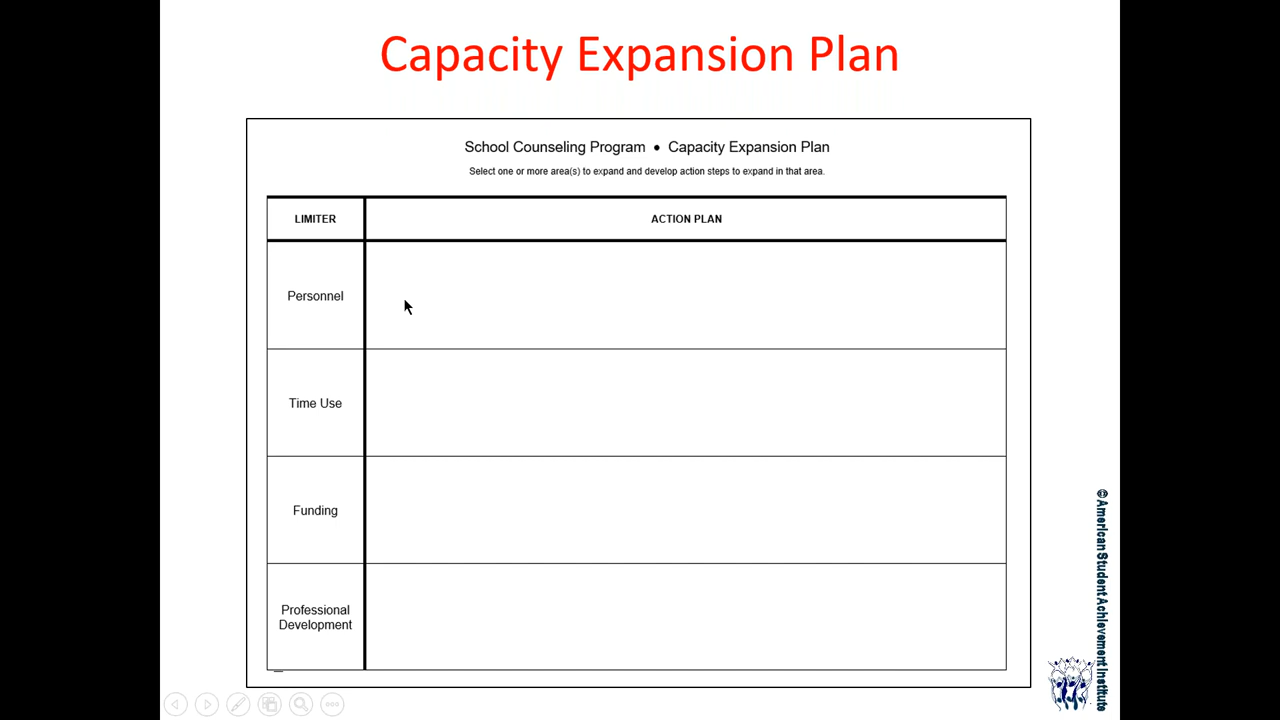 Capacity Expansion Plan
School Counseling Program • Capacity Expansion Plan
Select one or more area(s) to expand and develop action steps to expand in that area.
LIMITER
ACTION PLAN
Personnel
Time Use
Funding
Professional
Development
© American Student Achievement Institute